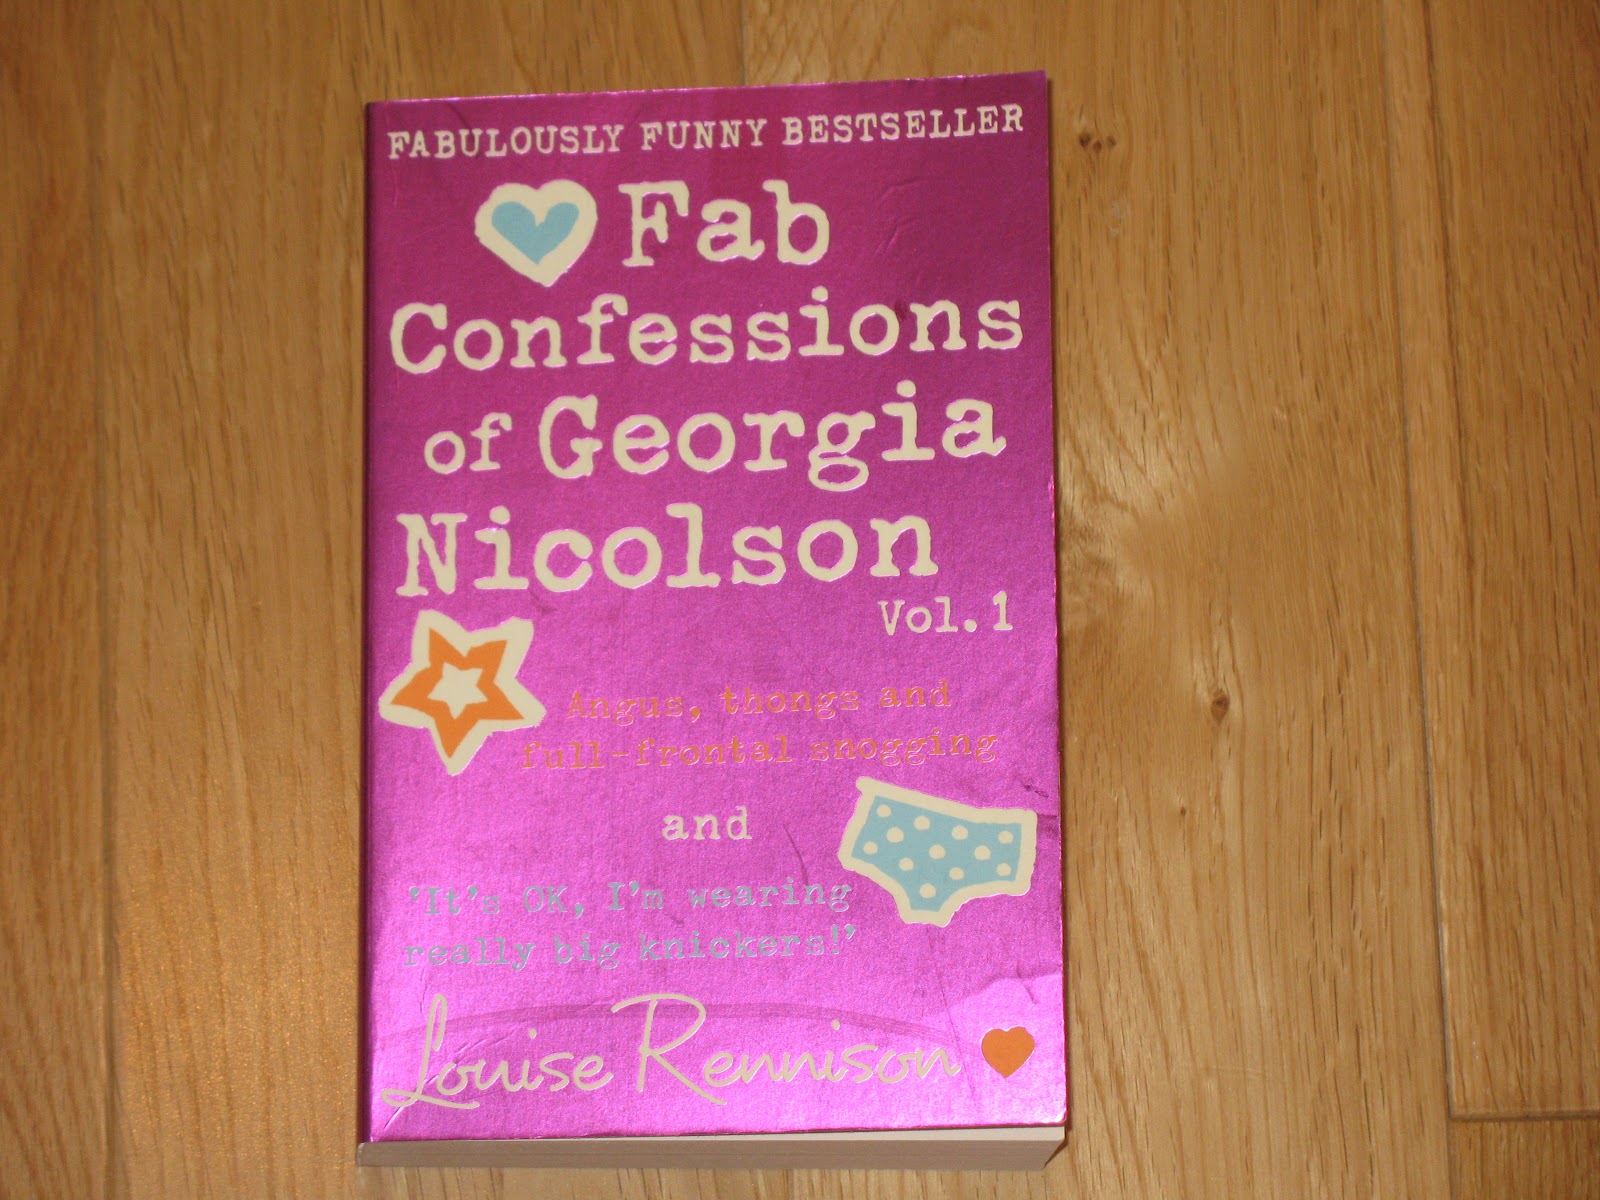 FABULOUSLY FUNNY BESTSELLER
Fab
Confessions
of Georgia
Nicolson
Vol. 1
Angus, thongs and
full-frontal snogging
and
'It's OK, I'm wearing
really big knickers!'
Louise Rennison